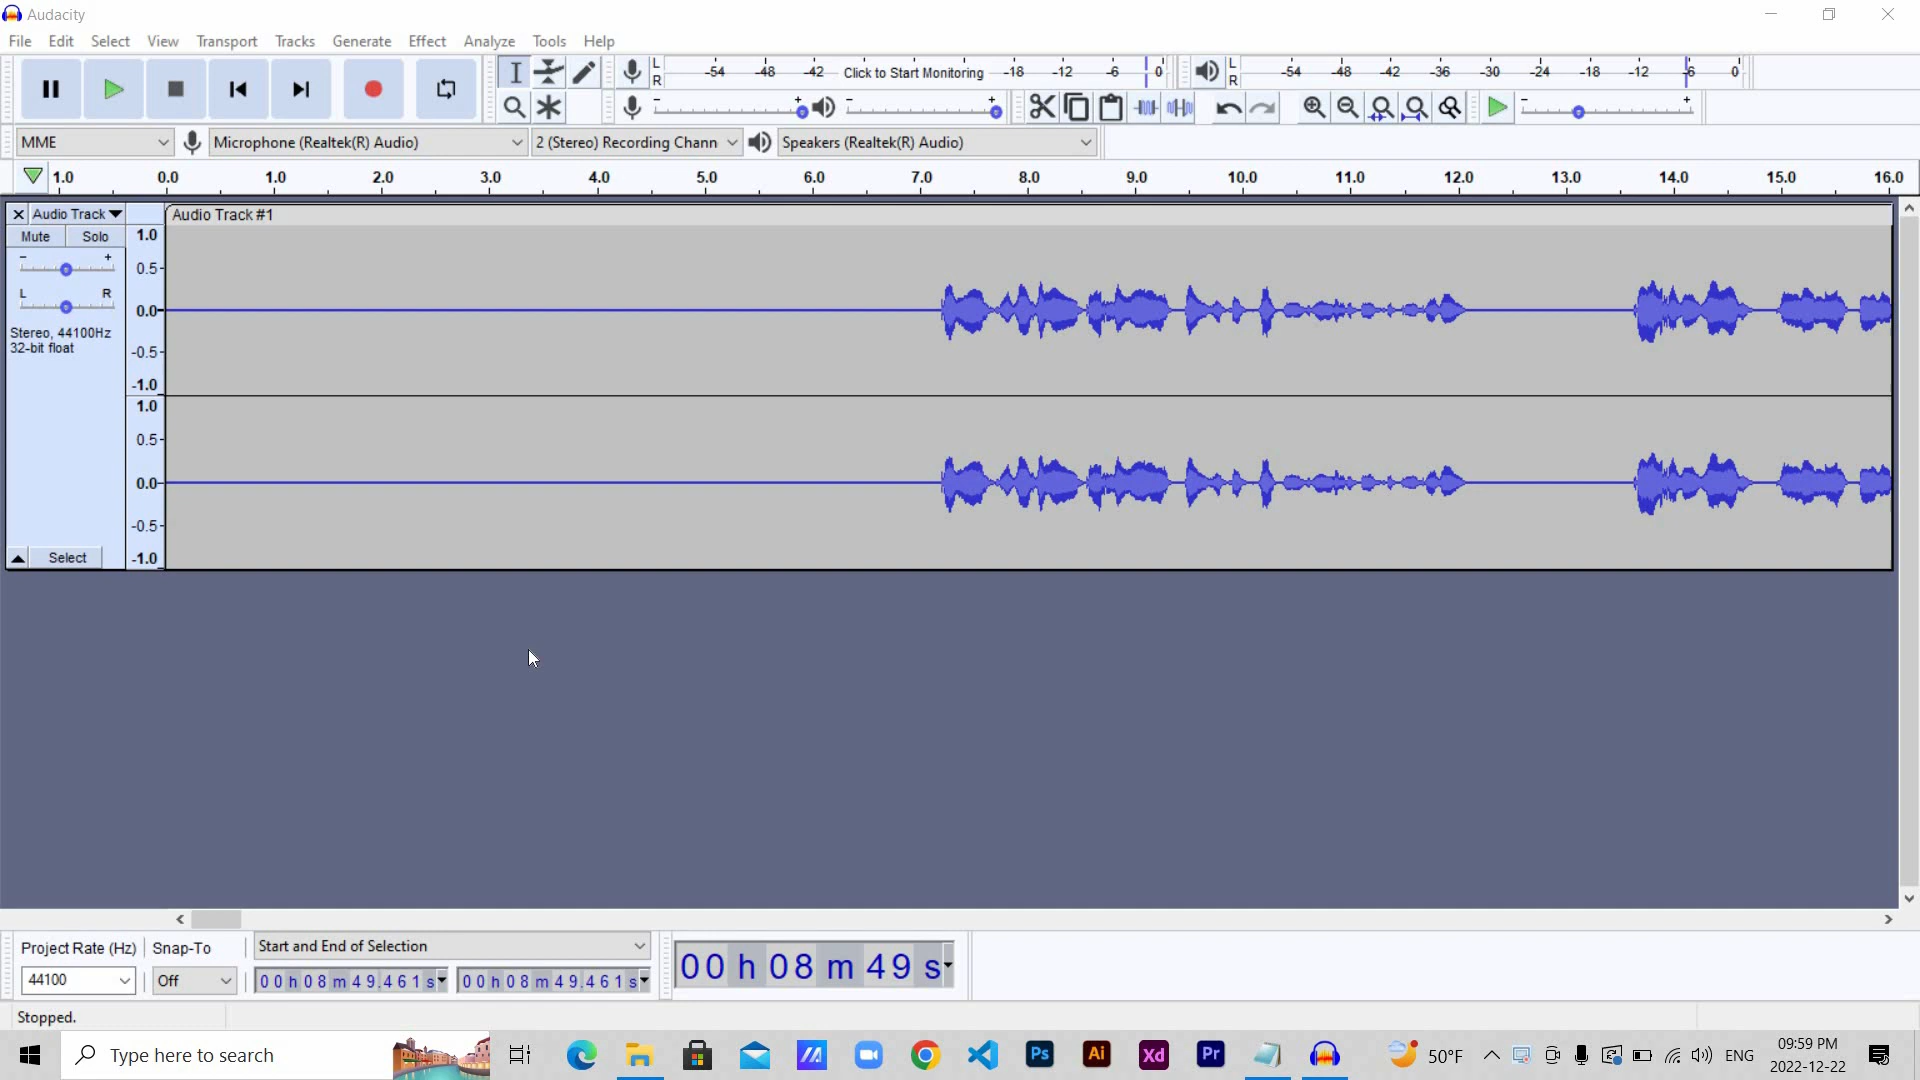 Audacity
File Edit Select View Transport Tracks Generate Effect Analyze Tools Help
L R -54 -48 -42 Click to Start Monitoring -18 -12 -6 0 L R -54 -48 -42 -36 -30 -24 -18 -12 -6 0
- + - + - +
MME Microphone (Realtek(R) Audio) 2 (Stereo) Recording Chann Speakers (Realtek(R) Audio)
1.0 0.0 1.0 2.0 3.0 4.0 5.0 6.0 7.0 8.0 9.0 10.0 11.0 12.0 13.0 14.0 15.0 16.0
Audio Track Audio Track #1
Mute Solo 1.0
- + 0.5
L R 0.0
Stereo, 44100Hz
32-bit float -0.5
-1.0
1.0
0.5
0.0
-0.5
Select -1.0
Project Rate (Hz) Snap-To Start and End of Selection
44100 Off 00 h 08 m 49.461 s 00 h 08 m 49.461 s 00 h 08 m 49 s
Stopped.
Type here to search Ps Ai Xd Pr 50°F ENG 09:59 PM
2022-12-22